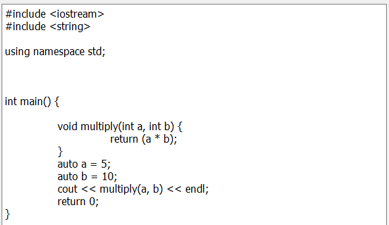 #include <iostream>
#include <string>
using namespace std;
int main() {
void multiply(int a, int b) {
return (a * b);
}
auto a = 5;
auto b = 10;
cout << multiply(a, b) << endl;
return 0;
}